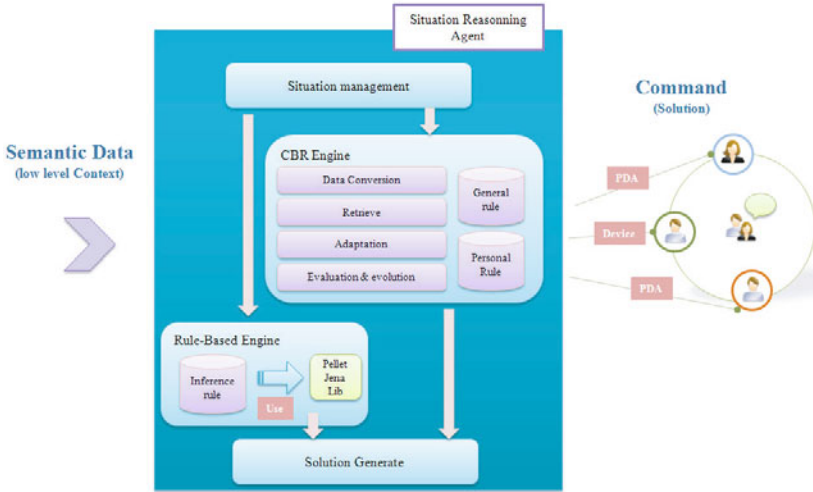 Situation Reasonning
Agent
Situation management
Command
(Solution)
Semantic Data
(low level Context)
CBR Engine
Data Conversion
Retrieve
Adaptation
Evaluation & evolution
General
rule
Personal
Rule
PDA
Device
PDA
Rule-Based Engine
Inference
rule
Use
Pellet
Jena
Lib
Solution Generate